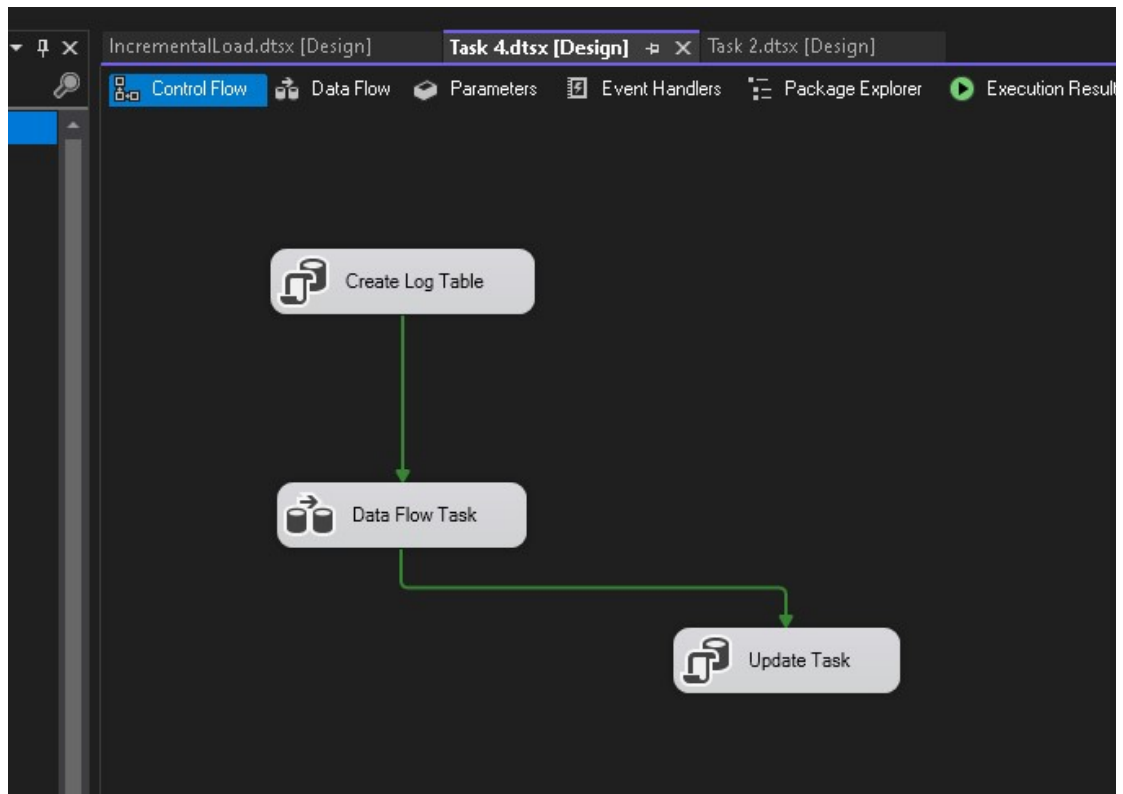 IncrementalLoad.dtsx [Design] Task 4.dtsx [Design] Task 2.dtsx [Design]
Control Flow Data Flow Parameters Event Handlers Package Explorer Execution Result
Create Log Table
Data Flow Task
Update Task